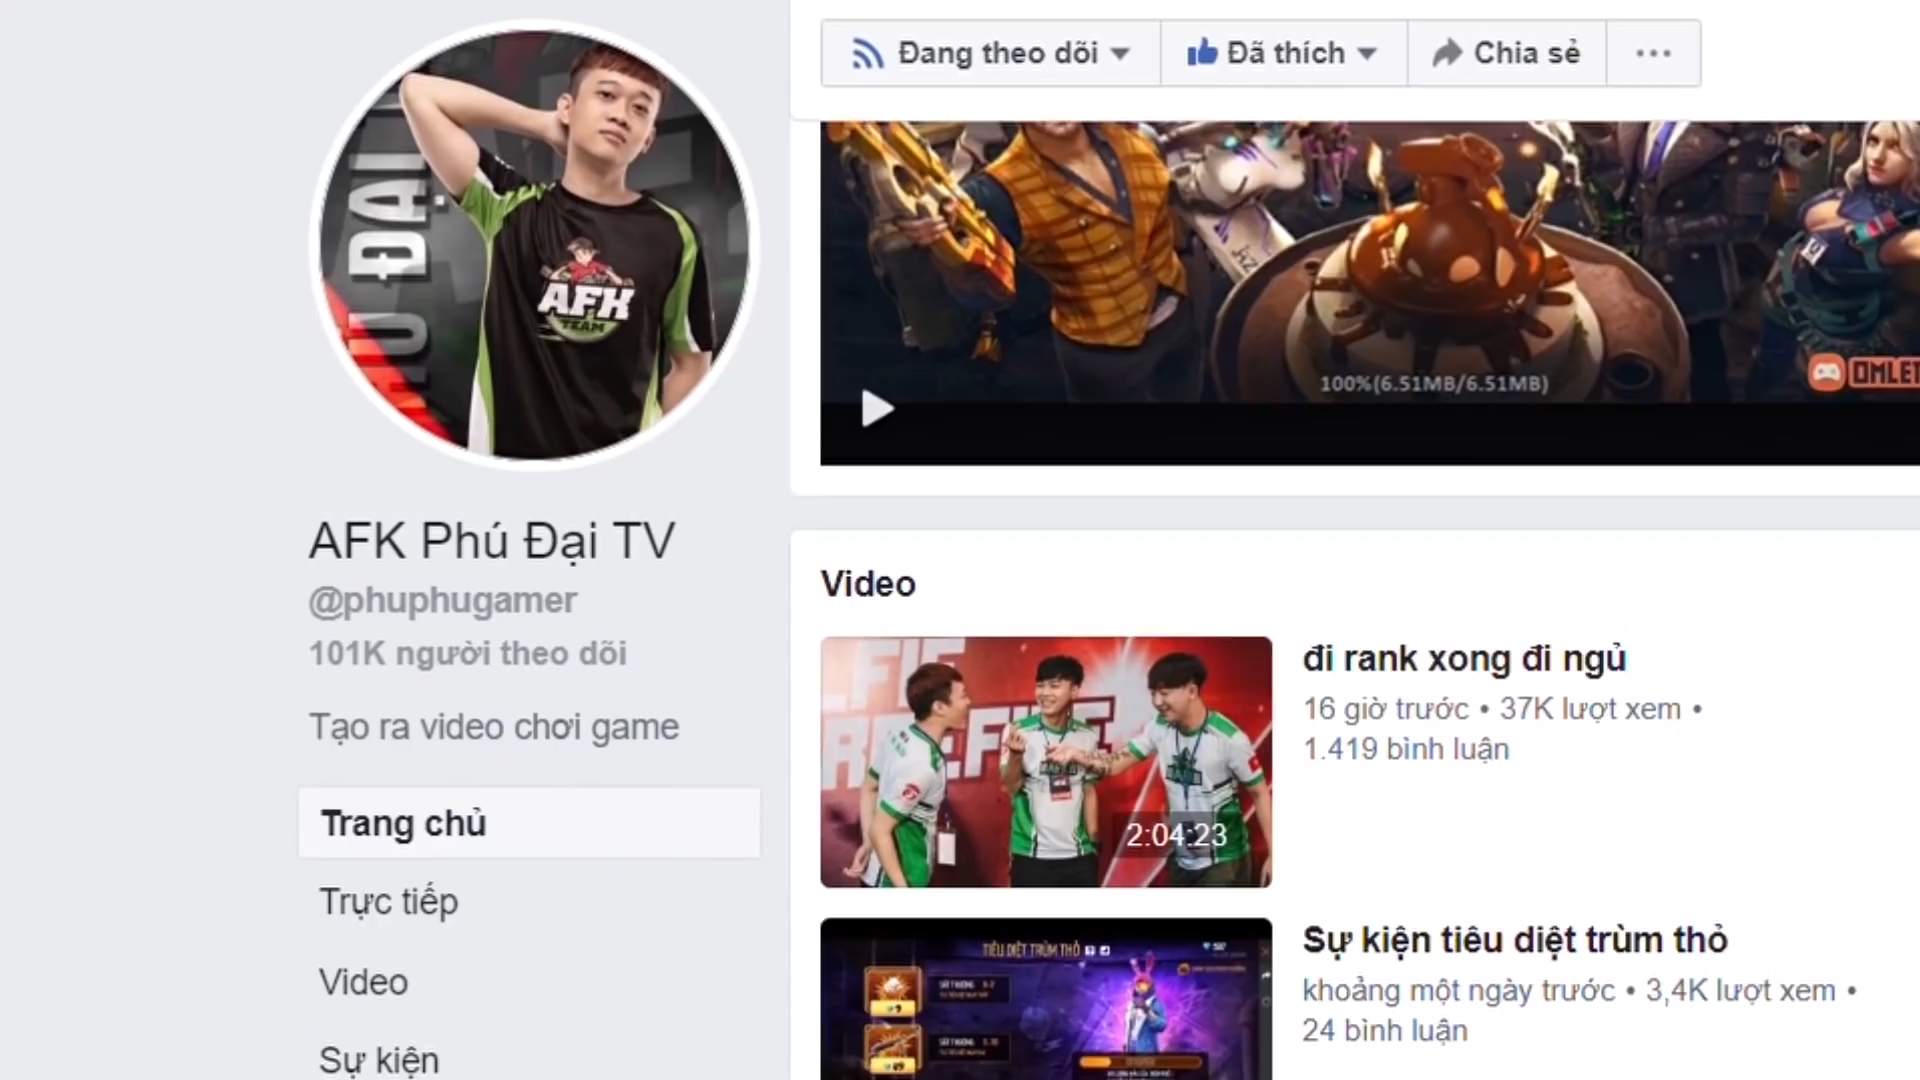 Đang theo dõi
Đã thích
Chia sẻ
PHÚ ĐẠI
AFK
TEAM
100%(6.51MB/6.51MB)
OMLET
AFK Phú Đại TV
@phuphugamer
101K người theo dõi
Tạo ra video chơi game
Trang chủ
Trực tiếp
Video
Sự kiện
Video
2:04:23
đi rank xong đi ngủ
16 giờ trước • 37K lượt xem •
1.419 bình luận
TIÊU DIỆT TRÙM THỎ
Sự kiện tiêu diệt trùm thỏ
khoảng một ngày trước • 3,4K lượt xem •
24 bình luận